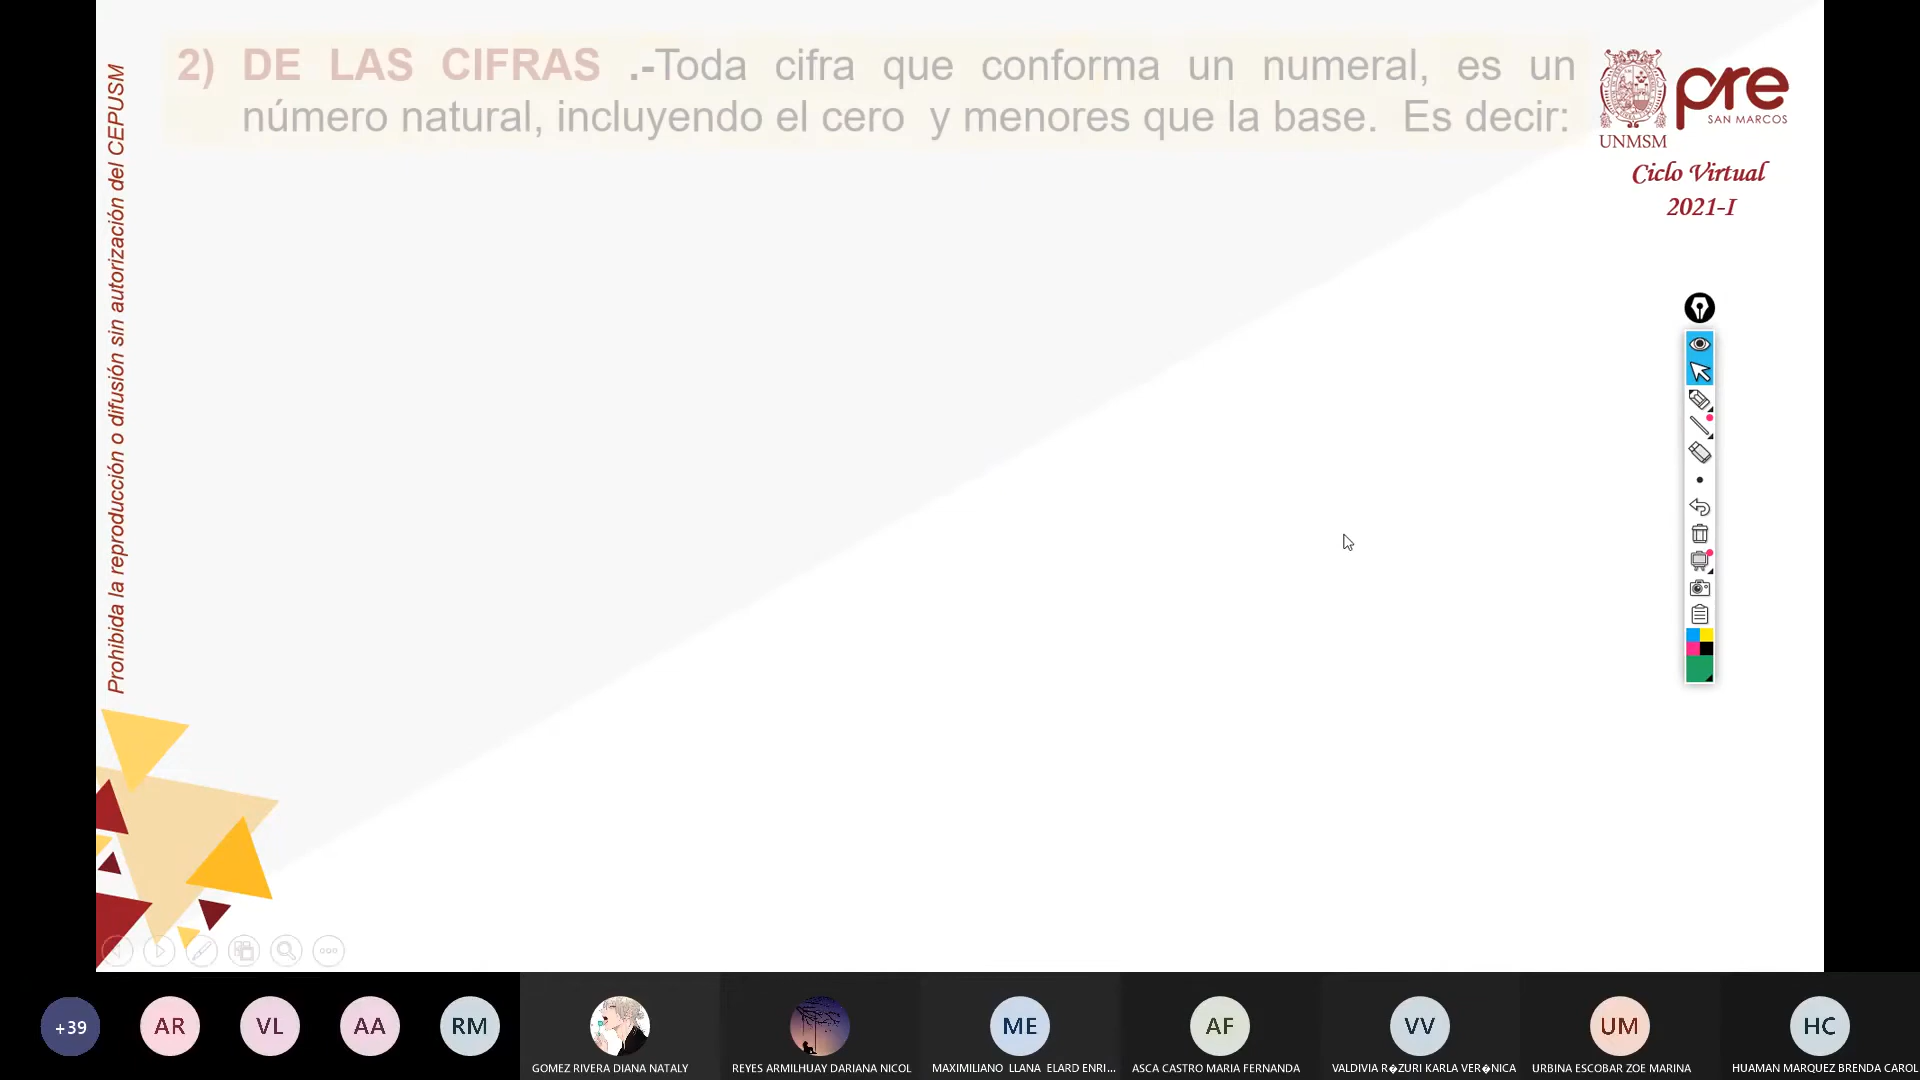 2) DE LAS CIFRAS .-Toda cifra que conforma un numeral, es un
número natural, incluyendo el cero y menores que la base. Es decir:
UNMSM
pre
SAN MARCOS
Ciclo Virtual
2021-I
Prohibida la reproducción o difusión sin autorización del CEPUSM
+39
AR
VL
AA
RM
ME
AF
VV
UM
HC
GOMEZ RIVERA DIANA NATALY
REYES ARMILHUAY DARIANA NICOL
MAXIMILIANO LLANA ELARD ENRI...
ASCA CASTRO MARIA FERNANDA
VALDIVIA R�ZURI KARLA VER�NICA
URBINA ESCOBAR ZOE MARINA
HUAMAN MARQUEZ BRENDA CAROL